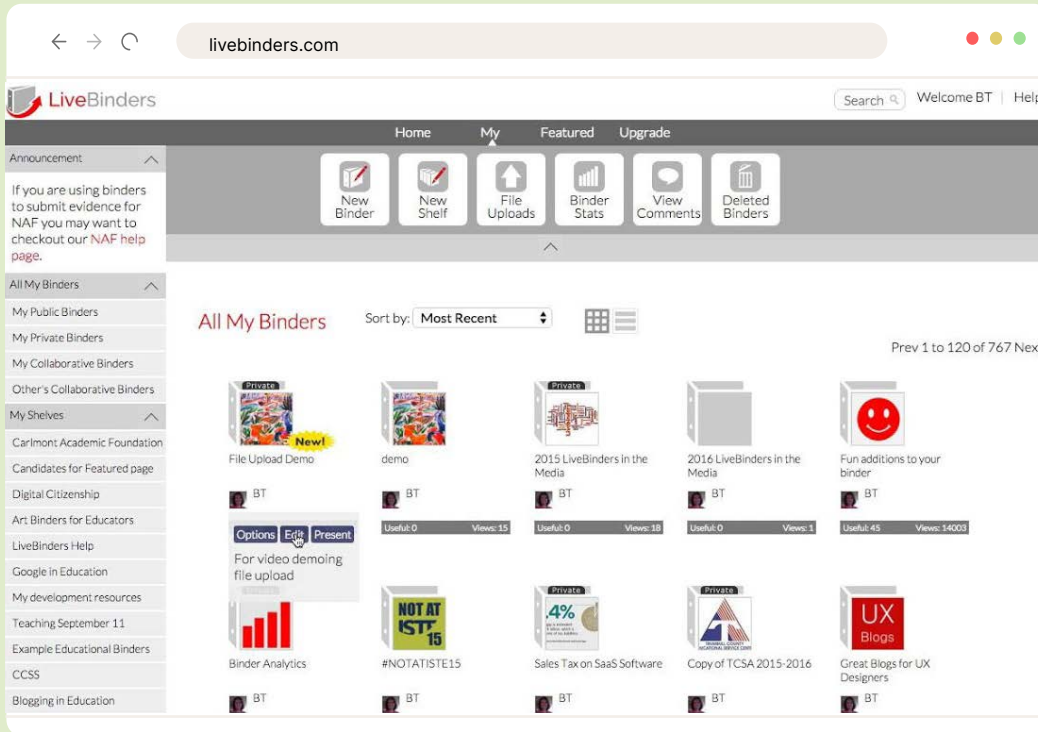 livebinders.com
LiveBinders
Search
Welcome BT | Help
Home My Featured Upgrade
Announcement
If you are using binders
to submit evidence for
NAF you may want to
checkout our NAF help
page.
New Binder
New Shelf
File Uploads
Binder Stats
View Comments
Deleted Binders
All My Binders
My Public Binders
My Private Binders
My Collaborative Binders
Other's Collaborative Binders
My Shelves
Carlmont Academic Foundation
Candidates for Featured page
Digital Citizenship
Art Binders for Educators
LiveBinders Help
Google in Education
My development resources
Teaching September 11
Example Educational Binders
CCSS
Blogging in Education
All My Binders
Sort by: Most Recent
Prev 1 to 120 of 767 Nex
Private
New!
File Upload Demo
BT
Options Edit Present
For video demoing
file upload
demo
BT
Useful: 0 Views: 15
Private
2015 LiveBinders in the
Media
BT
Useful: 0 Views: 18
2016 LiveBinders in the
Media
BT
Useful: 0 Views: 1
Fun additions to your
binder
BT
Useful: 45 Views: 14003
Binder Analytics
BT
NOT AT
ISTE
15
#NOTATISTE15
BT
Private
.4%
Sales Tax on SaaS Software
BT
Private
Copy of TCSA 2015-2016
BT
UX
Blogs
Great Blogs for UX
Designers
BT